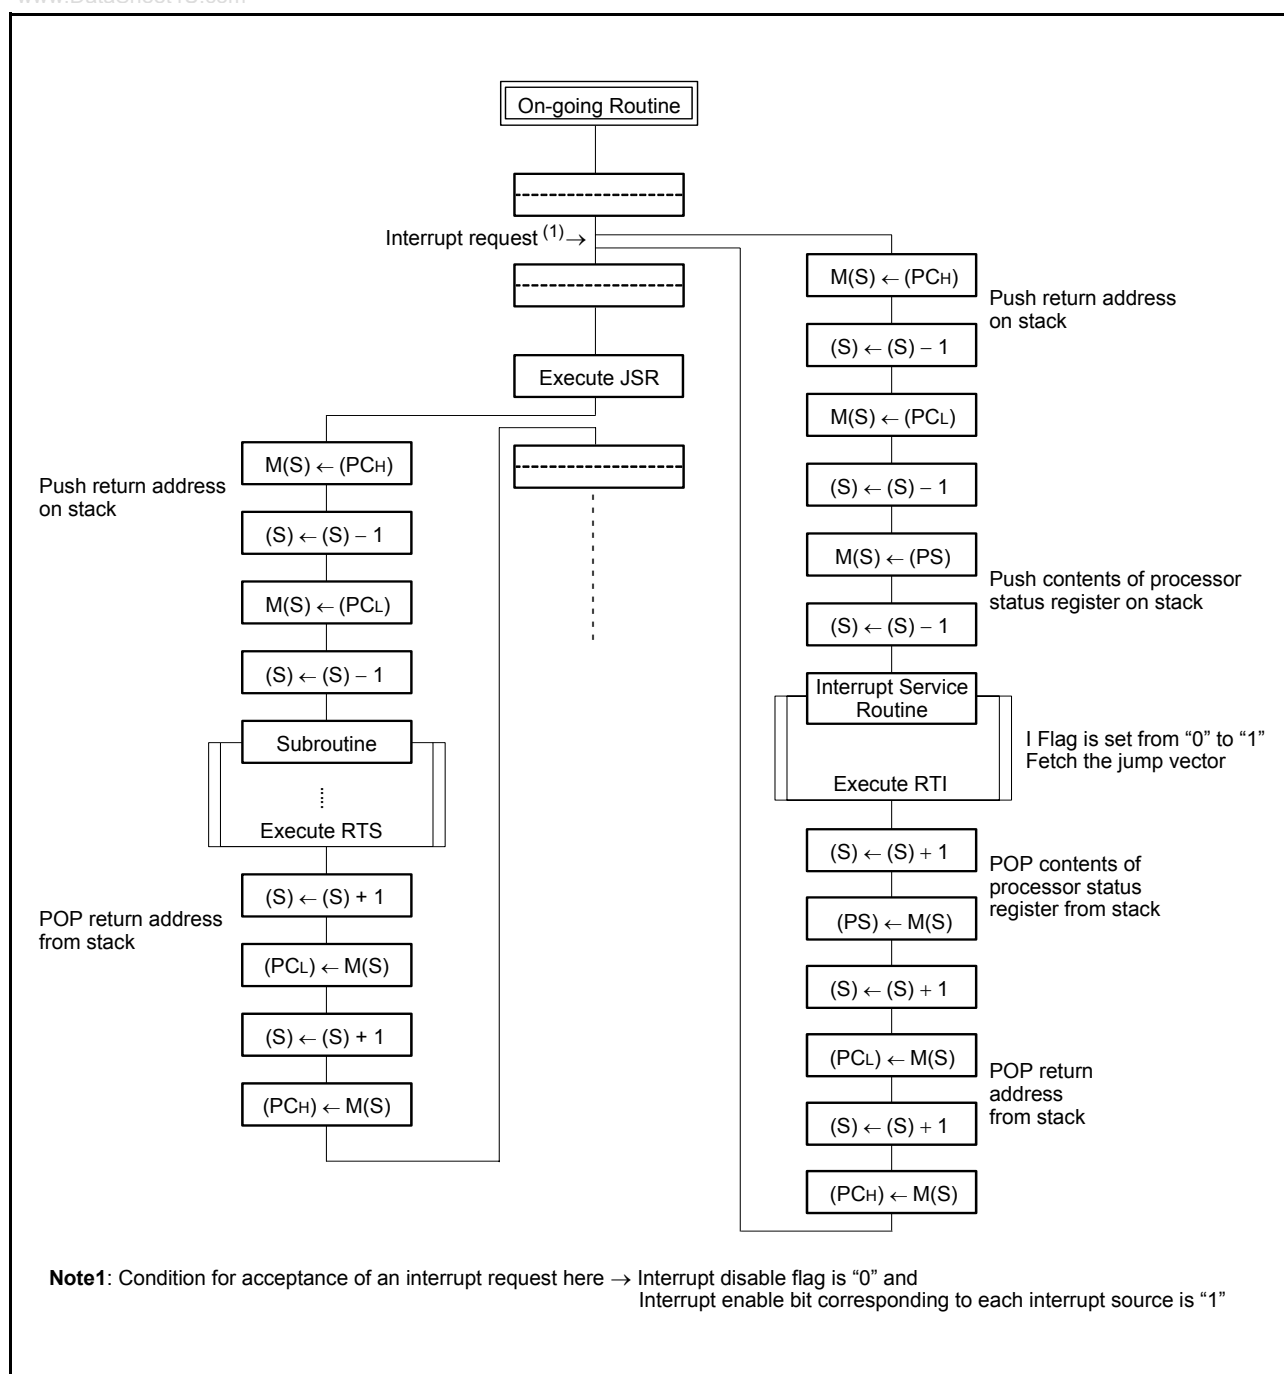 www.DataSheet4U.com
On-going Routine
Interrupt request (1)→
Execute JSR
M(S) ← (PCH)
Push return address
on stack
(S) ← (S) – 1
M(S) ← (PCL)
(S) ← (S) – 1
Subroutine
Execute RTS
(S) ← (S) + 1
POP return address
from stack
(PCL) ← M(S)
(S) ← (S) + 1
(PCH) ← M(S)
M(S) ← (PCH)
Push return address
on stack
(S) ← (S) – 1
M(S) ← (PCL)
(S) ← (S) – 1
M(S) ← (PS)
Push contents of processor
status register on stack
(S) ← (S) – 1
Interrupt Service
Routine
I Flag is set from “0” to “1”
Fetch the jump vector
Execute RTI
(S) ← (S) + 1
POP contents of
processor status
register from stack
(PS) ← M(S)
(S) ← (S) + 1
(PCL) ← M(S)
POP return
address
from stack
(S) ← (S) + 1
(PCH) ← M(S)
Note1: Condition for acceptance of an interrupt request here → Interrupt disable flag is “0” and
Interrupt enable bit corresponding to each interrupt source is “1”